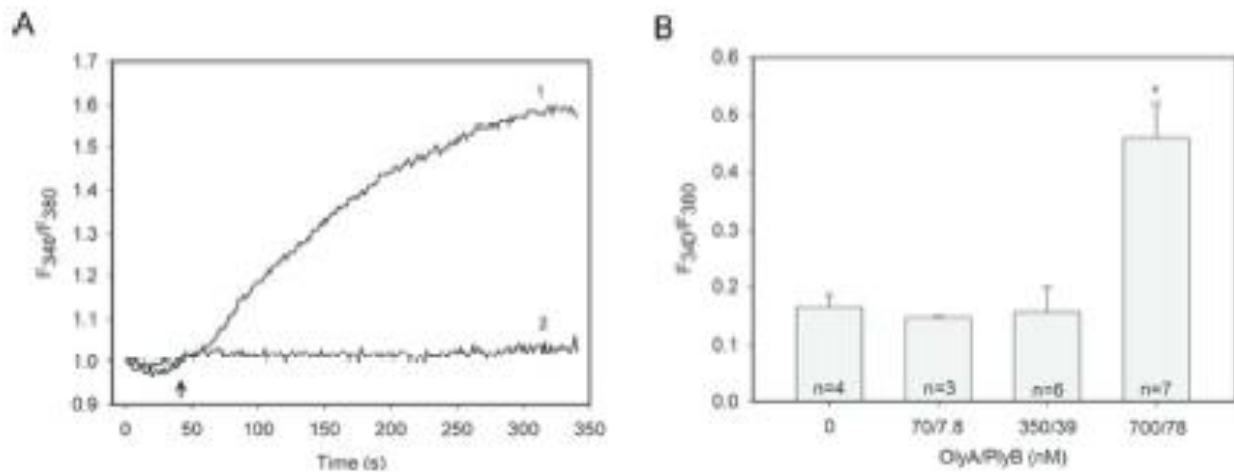 A
1.7
1.6
1.5
1.4
1.3
1.2
1.1
1.0
0.9
F340/F380
1
2
0 50 100 150 200 250 300 350
Time (s)
B
0.6
0.5
0.4
0.3
0.2
0.1
0.0
F340/F380
*
n=4 n=3 n=6 n=7
0 70/7.8 350/39 700/78
OlyA/PlyB (nM)